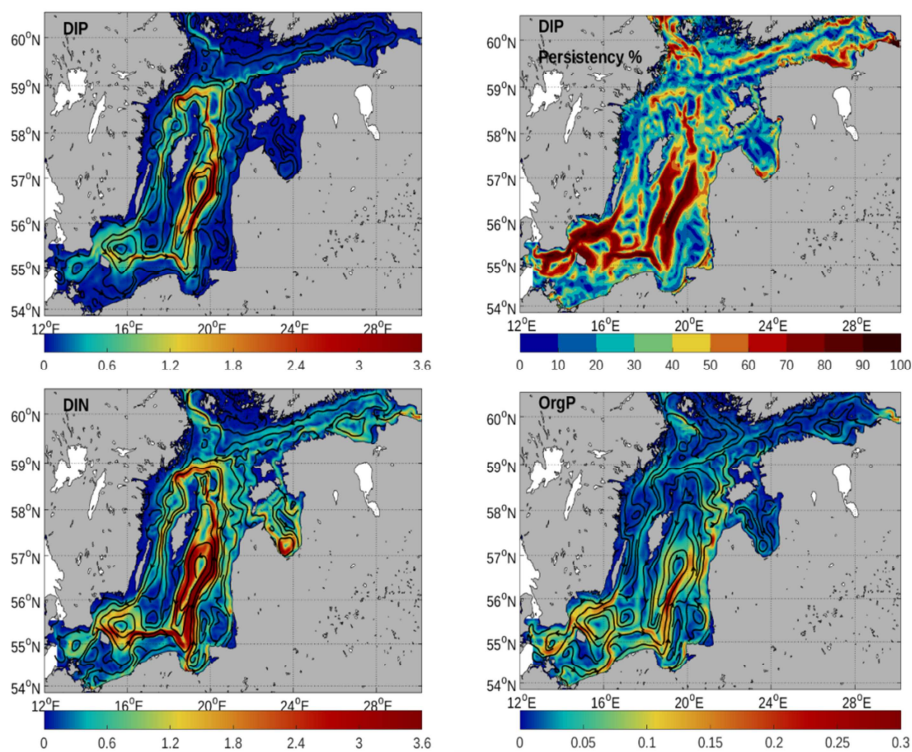 DIP
60°N
59°N
58°N
57°N
56°N
55°N
54°N
12°E 16°E 20°E 24°E 28°E
0 0.6 1.2 1.8 2.4 3 3.6
DIP
Persistency %
60°N
59°N
58°N
57°N
56°N
55°N
54°N
12°E 16°E 20°E 24°E 28°E
0 10 20 30 40 50 60 70 80 90 100
DIN
60°N
59°N
58°N
57°N
56°N
55°N
54°N
12°E 16°E 20°E 24°E 28°E
0 0.6 1.2 1.8 2.4 3 3.6
OrgP
60°N
59°N
58°N
57°N
56°N
55°N
54°N
12°E 16°E 20°E 24°E 28°E
0 0.05 0.1 0.15 0.2 0.25 0.3